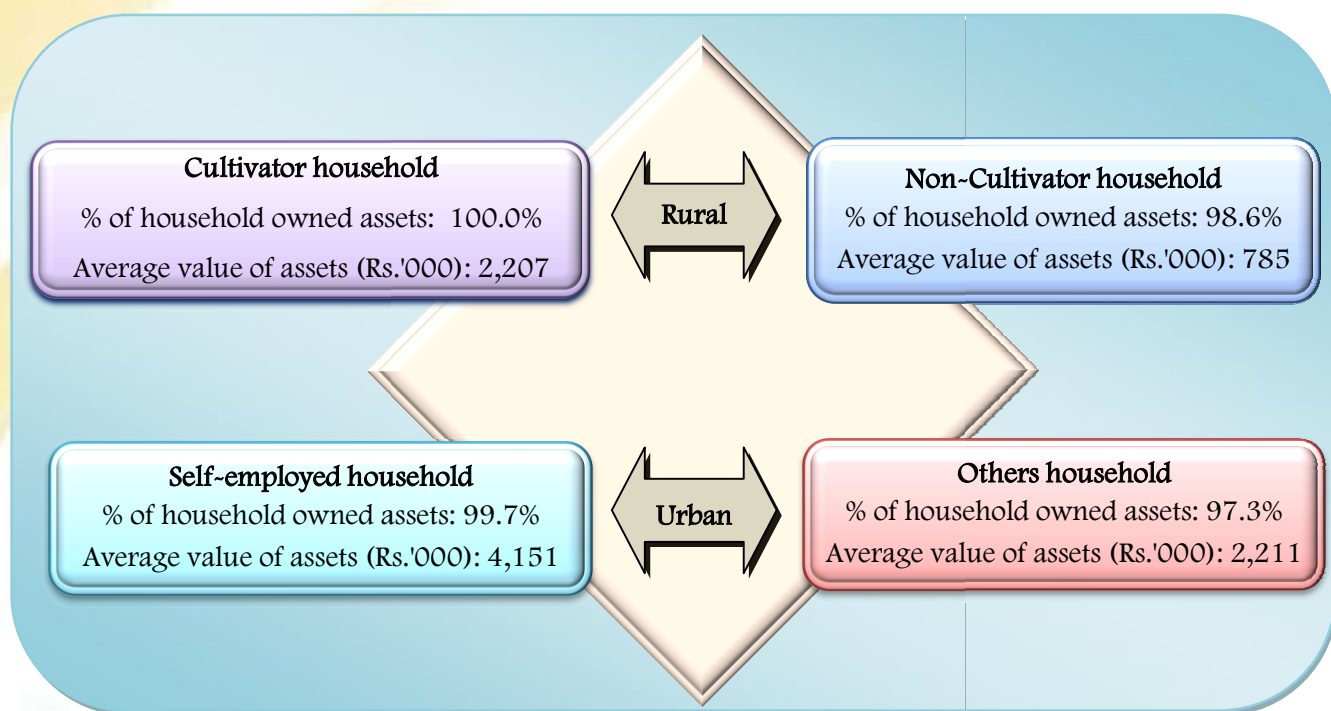 Cultivator household
% of household owned assets: 100.0%
Average value of assets (Rs.'000): 2,207
Rural
Non-Cultivator household
% of household owned assets: 98.6%
Average value of assets (Rs.'000): 785
Self-employed household
% of household owned assets: 99.7%
Average value of assets (Rs.'000): 4,151
Urban
Others household
% of household owned assets: 97.3%
Average value of assets (Rs.'000): 2,211